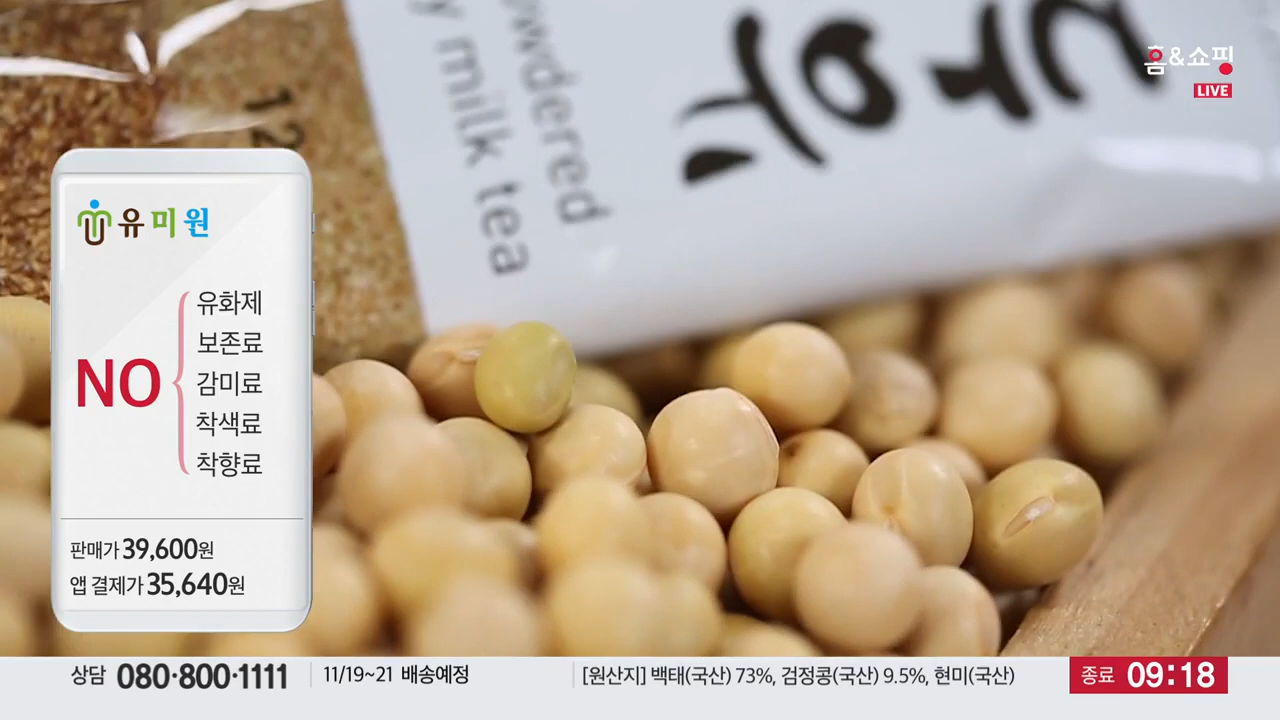 홈&쇼핑
LIVE
powdered
y milk tea
12
유미원
NO
유화제
보존료
감미료
착색료
착향료
판매가 39,600원
앱 결제가 35,640원
상담 080·800·1111
11/19~21 배송예정
[원산지] 백태(국산) 73%, 검정콩(국산) 9.5%, 현미(국산)
종료 09:18